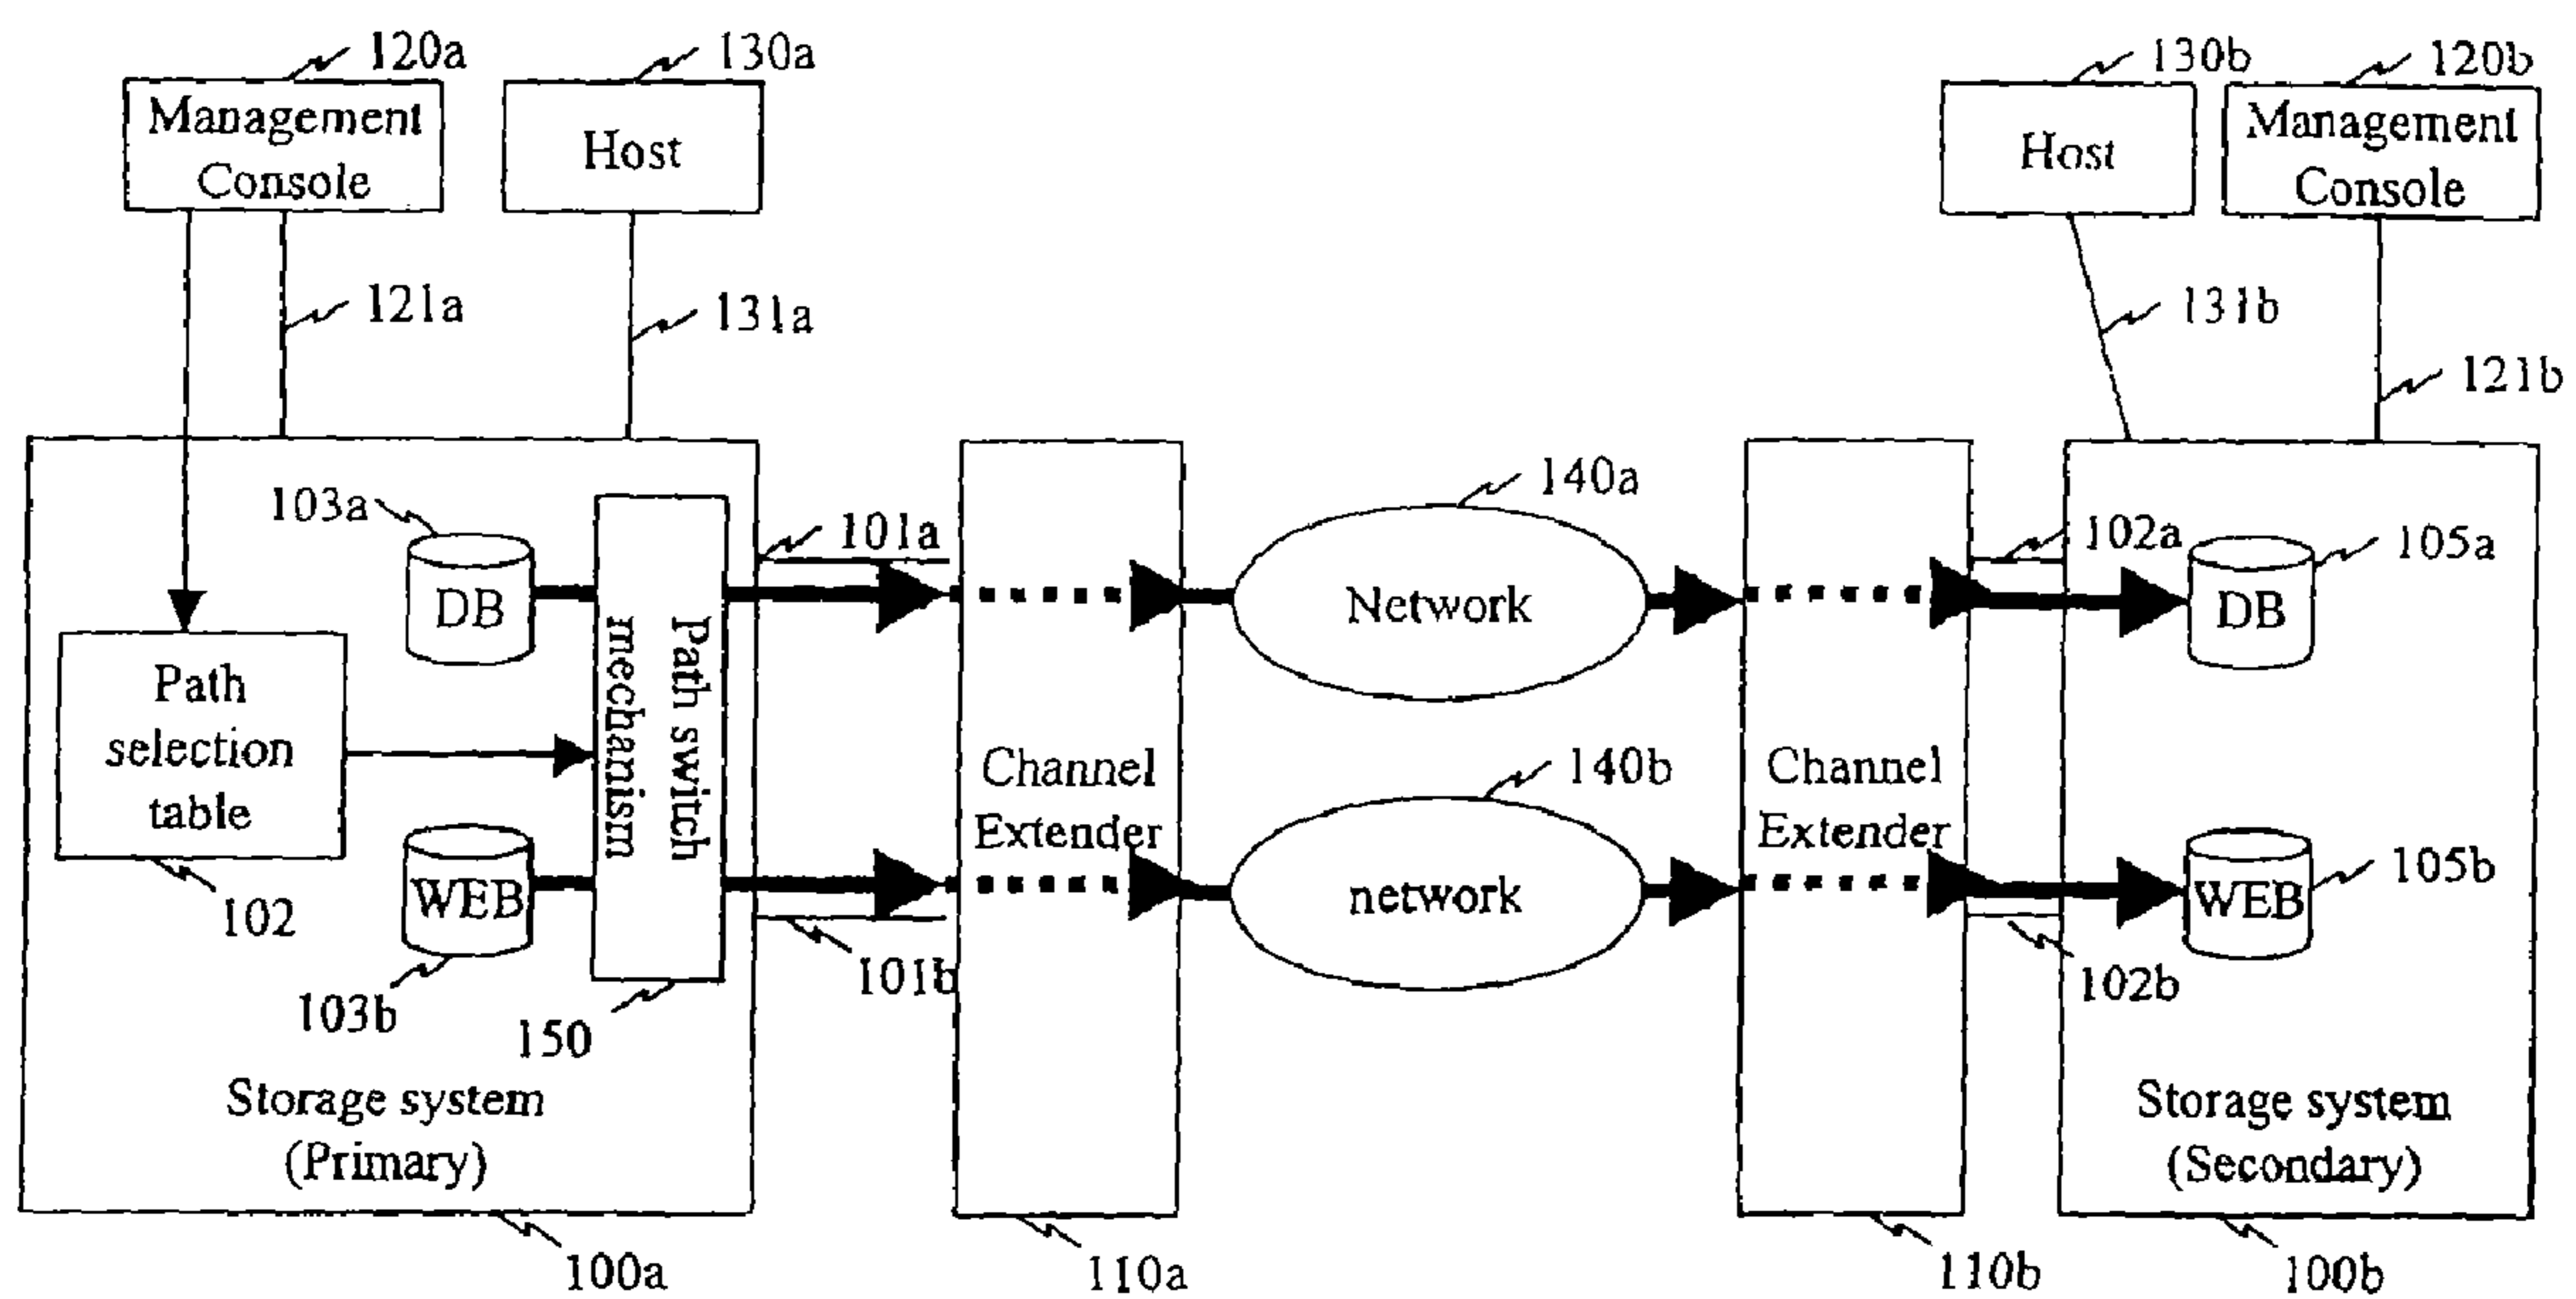 120a
130a
130b
120b
Management
Console
Host
Host
Management
Console
121a
131a
131b
121b
103a
101a
140a
102a
105a
DB
Network
DB
Path
selection
table
Path switch
mechanism
Channel
Extender
140b
Channel
Extender
102
WEB
network
WEB
105b
103b
150
101b
102b
Storage system
(Primary)
Storage system
(Secondary)
100a
110a
110b
100b